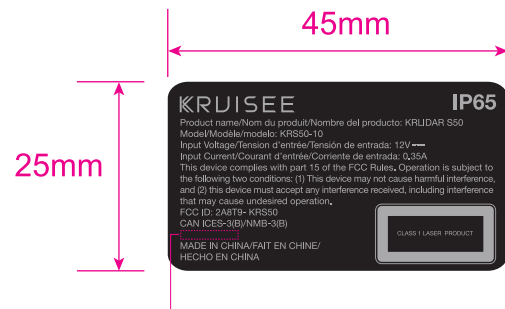 45mm
25mm
KRUISEE
IP65
Product name/Nom du produit/Nombre del producto: KRLIDAR S50
Model/Modèle/modelo: KRS50-10
Input Voltage/Tension d'entrée/Tensión de entrada: 12V
Input Current/Courant d'entrée/Corriente de entrada: 0.35A
This device complies with part 15 of the FCC Rules. Operation is subject to
the following two conditions: (1) This device may not cause harmful interference,
and (2) this device must accept any interference received, including interference
that may cause undesired operation.
FCC ID: 2A8T9- KRS50
CAN ICES-3(B)/NMB-3(B)
MADE IN CHINA/FAIT EN CHINE/
HECHO EN CHINA
CLASS 1 LASER PRODUCT